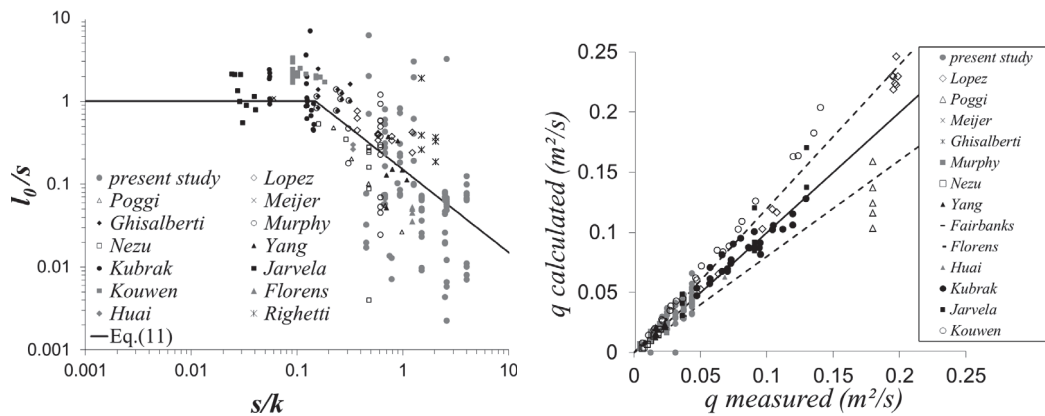 10
1
0.1
0.01
0.001
l₀/s
present study
Lopez
Poggi
Meijer
Ghisalberti
Murphy
Nezu
Yang
Kubrak
Jarvela
Kouwen
Florens
Huai
Righetti
Eq.(11)
0.001
0.01
0.1
1
10
s/k
0.25
0.2
0.15
0.1
0.05
0
q calculated (m²/s)
present study
Lopez
Poggi
Meijer
Ghisalberti
Murphy
Nezu
Yang
Fairbanks
Florens
Huai
Kubrak
Jarvela
Kouwen
0
0.05
0.1
0.15
0.2
0.25
q measured (m²/s)